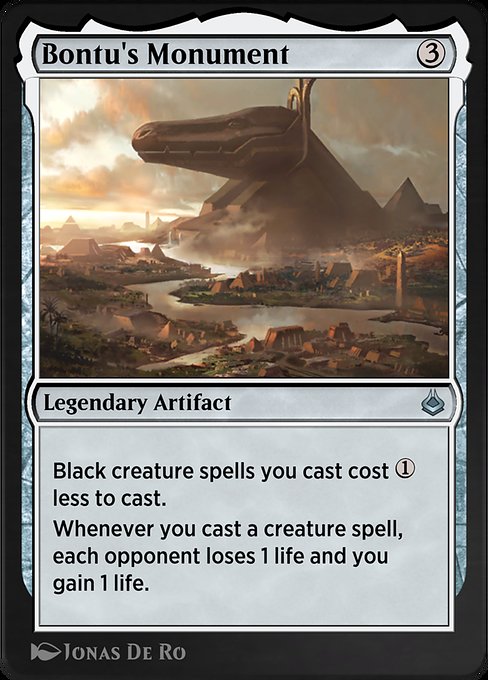 Bontu's Monument 3
Legendary Artifact
Black creature spells you cast cost 1
less to cast.
Whenever you cast a creature spell,
each opponent loses 1 life and you
gain 1 life.
Jonas De Ro